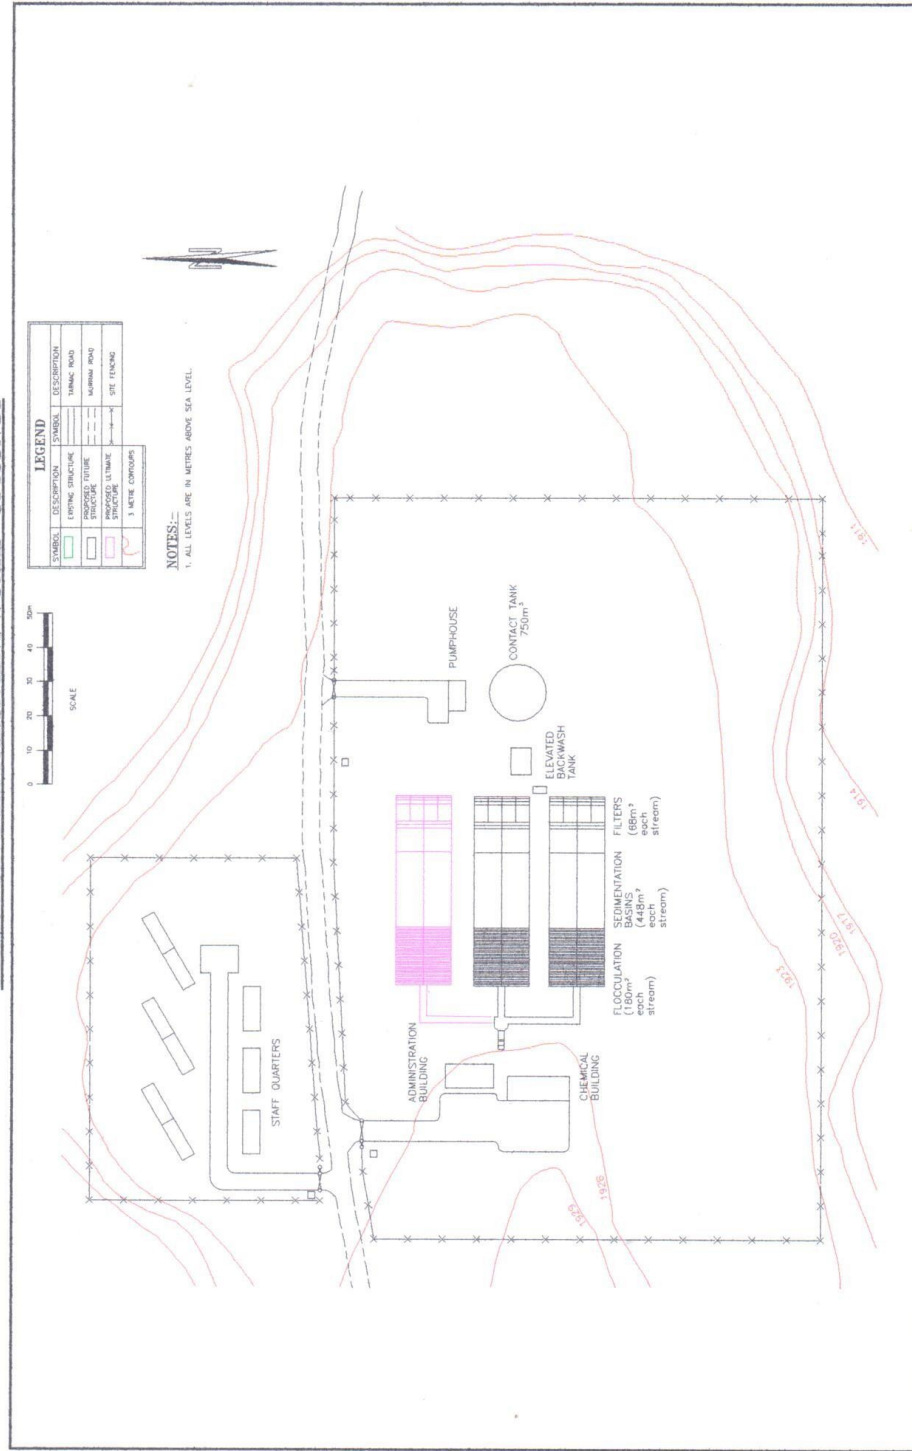 LEGEND
SYMBOL DESCRIPTION SYMBOL DESCRIPTION
EXISTING STRUCTURE TARMAC ROAD
PROPOSED FUTURE STRUCTURE MURRAM ROAD
PROPOSED ULTIMATE STRUCTURE SITE FENCING
3 METRE CONTOURS
NOTES:-
1. ALL LEVELS ARE IN METRES ABOVE SEA LEVEL.
0 10 20 30 40 50m
SCALE
STAFF QUARTERS
PUMPHOUSE
CONTACT TANK
750m³
ELEVATED
BACKWASH
TANK
ADMINISTRATION
BUILDING
CHEMICAL
BUILDING
FLOCCULATION
(180m²
each
stream)
SEDIMENTATION
BASINS
(448m²
each
stream)
FILTERS
(68m²
each
stream)
1929
1926
1923
1920
1917
1914
1911